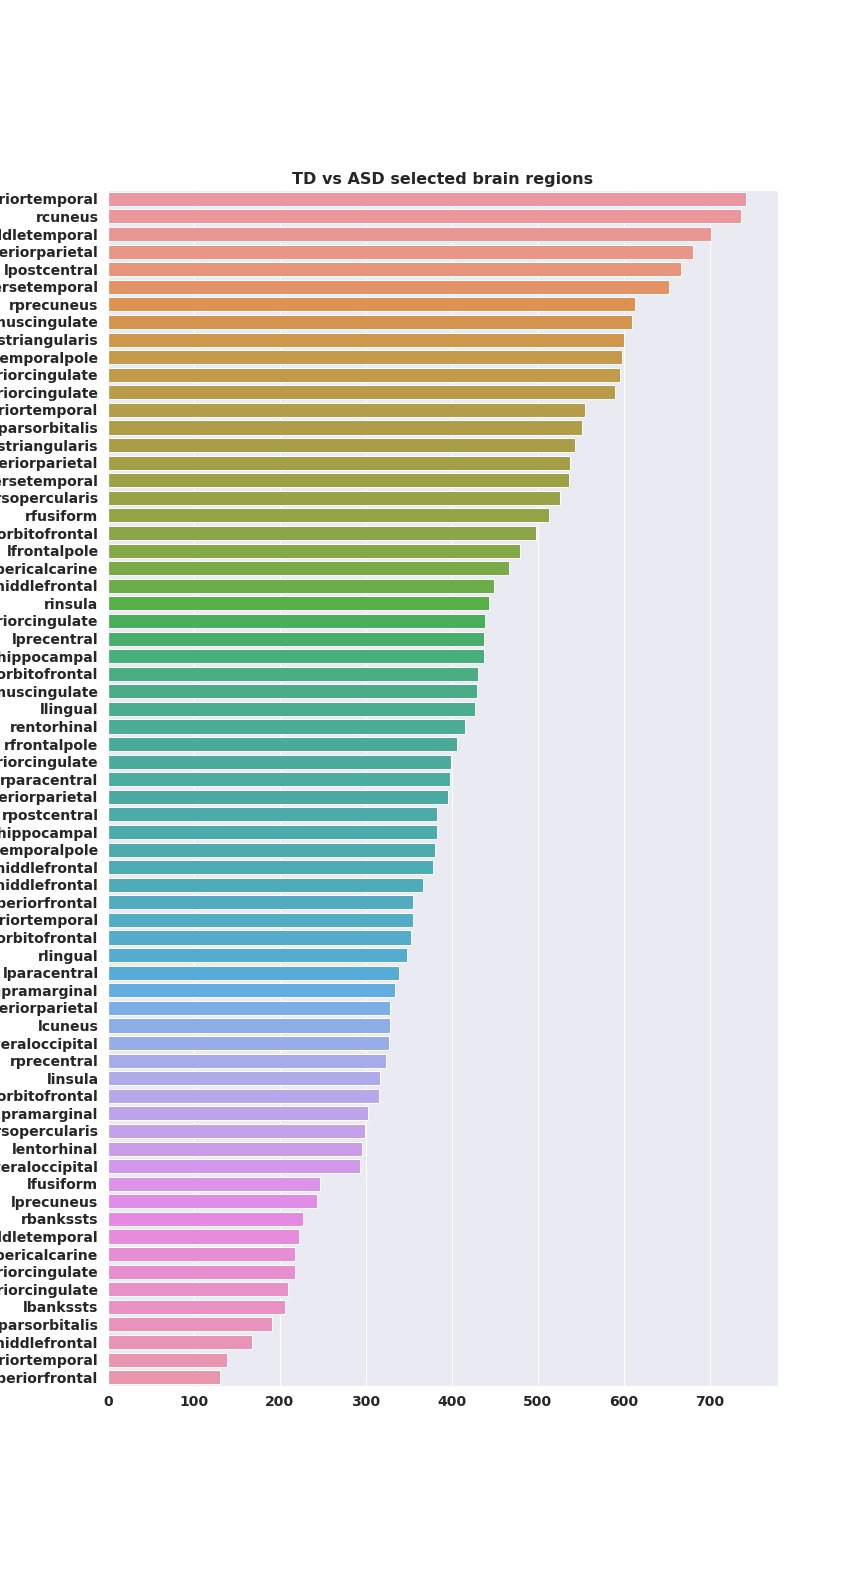 TD vs ASD selected brain regions
riortemporal
rcuneus
ddletemporal
eriorparietal
lpostcentral
ersetemporal
rprecuneus
muscingulate
striangularis
emporalpole
riorcingulate
riorcingulate
riortemporal
parsorbitalis
striangularis
eriorparietal
ersetemporal
rsopercularis
rfusiform
orbitofrontal
lfrontalpole
pericalcarine
niddlefrontal
rinsula
riorcingulate
lprecentral
hippocampal
orbitofrontal
muscingulate
llingual
rentorhinal
rfrontalpole
riorcingulate
rparacentral
eriorparietal
rpostcentral
hippocampal
emporalpole
niddlefrontal
niddlefrontal
periorfrontal
riortemporal
orbitofrontal
rlingual
lparacentral
pramarginal
eriorparietal
lcuneus
eraloccipital
rprecentral
linsula
orbitofrontal
pramarginal
rsopercularis
lentorhinal
eraloccipital
lfusiform
lprecuneus
rbankssts
ddletemporal
pericalcarine
riorcingulate
riorcingulate
lbankssts
parsorbitalis
niddlefrontal
riortemporal
periorfrontal
0 100 200 300 400 500 600 700